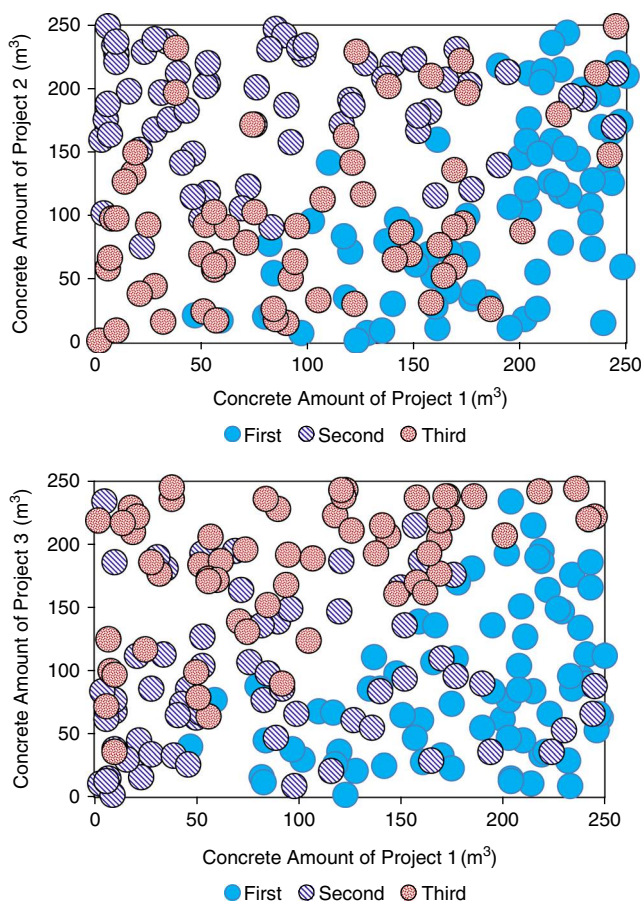 250
200
150
100
50
0
Concrete Amount of Project 2 (m³)
0 50 100 150 200 250
Concrete Amount of Project 1 (m³)
First Second Third
250
200
150
100
50
0
Concrete Amount of Project 3 (m³)
0 50 100 150 200 250
Concrete Amount of Project 1 (m³)
First Second Third